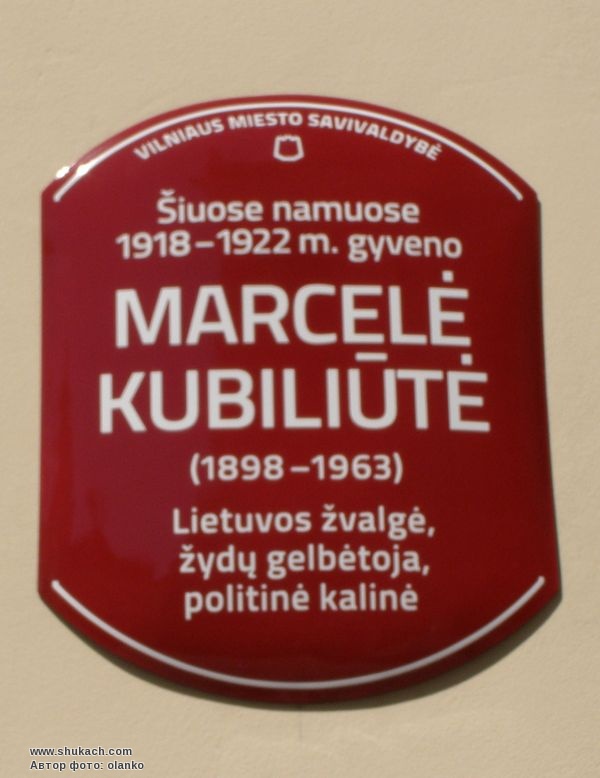 VILNIAUS MIESTO SAVIVALDYBĖ
Šiuose namuose
1918–1922 m. gyveno
MARCELĖ
KUBILIŪTĖ
(1898–1963)
Lietuvos žvalgė,
žydų gelbėtoja,
politinė kalinė
www.shukach.com
Автор фото: olanko